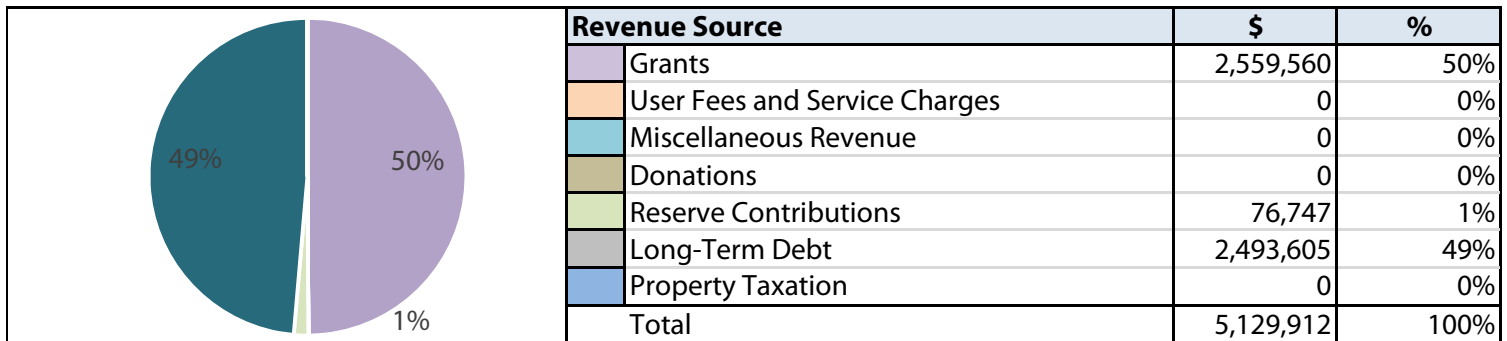 49%
50%
1%
Revenue Source $ %
Grants 2,559,560 50%
User Fees and Service Charges 0 0%
Miscellaneous Revenue 0 0%
Donations 0 0%
Reserve Contributions 76,747 1%
Long-Term Debt 2,493,605 49%
Property Taxation 0 0%
Total 5,129,912 100%